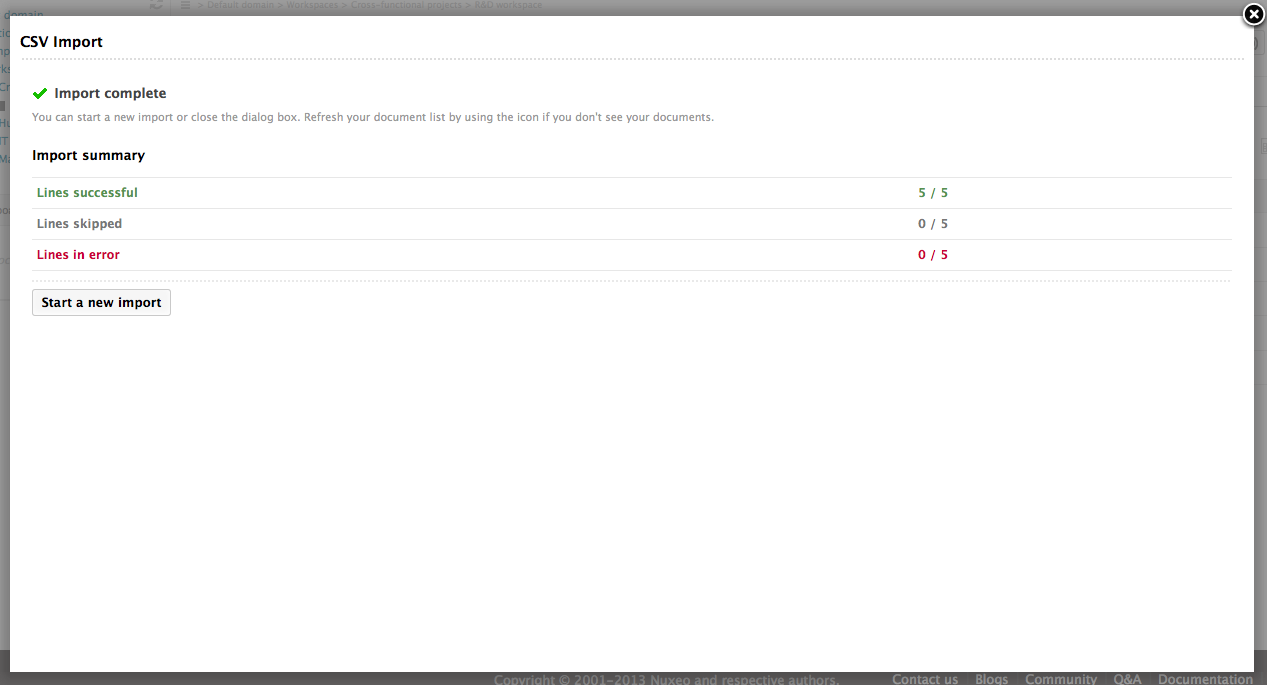 domain
> Default domain > Workspaces > Cross-functional projects > R&D workspace
CSV Import
Import complete
You can start a new import or close the dialog box. Refresh your document list by using the icon if you don't see your documents.
Import summary
Lines successful 5 / 5
Lines skipped 0 / 5
Lines in error 0 / 5
Start a new import
Copyright © 2001-2013 Nuxeo and respective authors.
Contact us | Blogs | Community | Q&A | Documentation